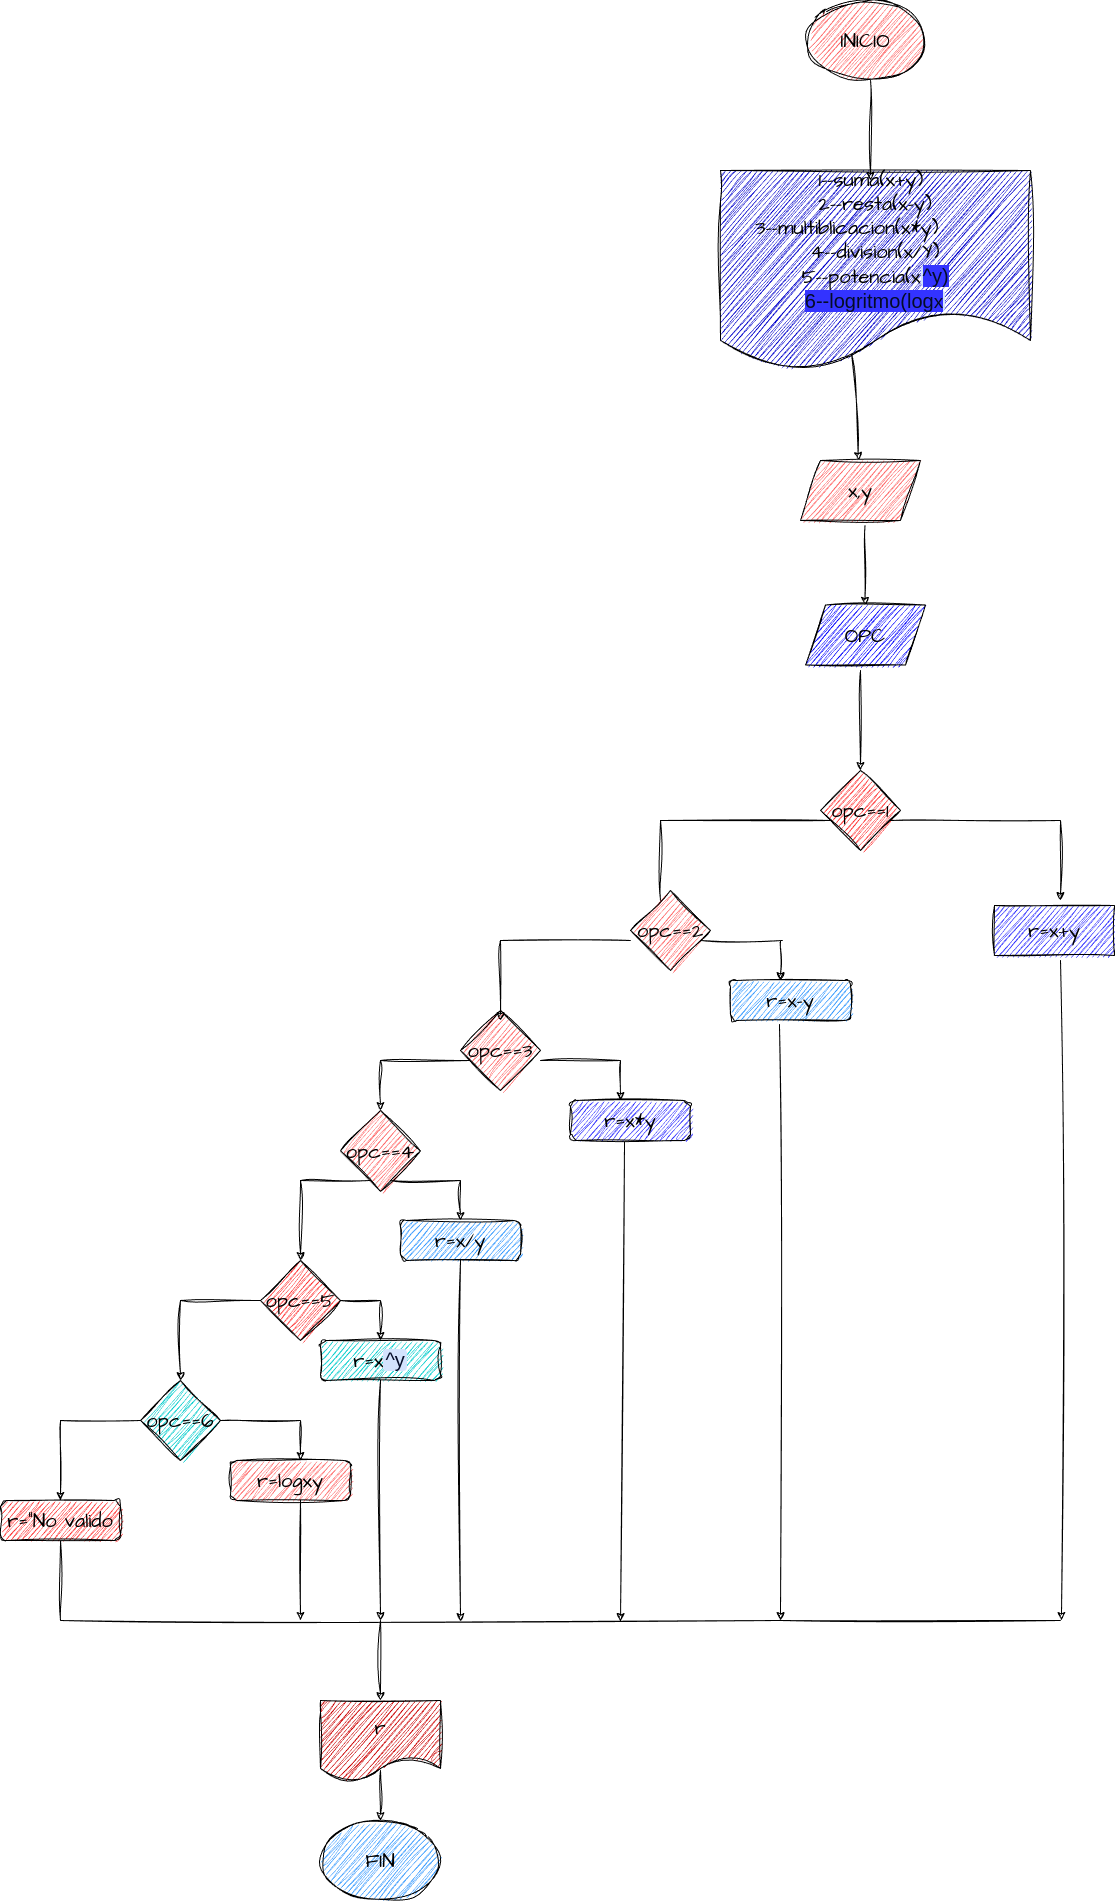 INICIO
1--suma(x+y)
2--resta(x-y)
3--multiblicacion(x*y)
4--division(x/y)
5--potencia(x^y)
6--logritmo(logx
x,y
OPC
opc==1
opc==2
r=x+y
r=x-y
opc==3
r=x*y
opc==4
r=x/y
opc==5
r=x^y
opc==6
r=logxy
r="No valido
r
FIN